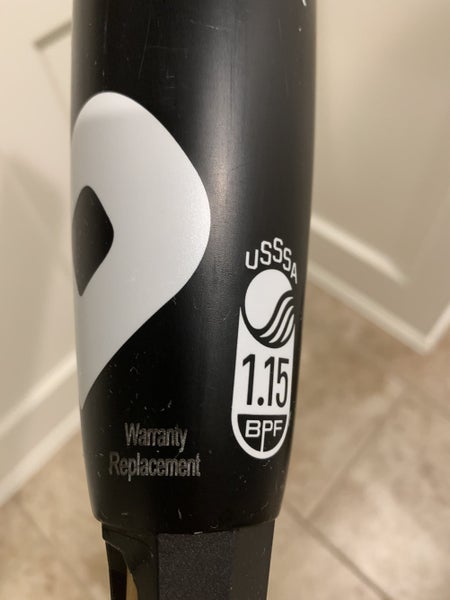 USSSA
1.15
BPF
Warranty
Replacement